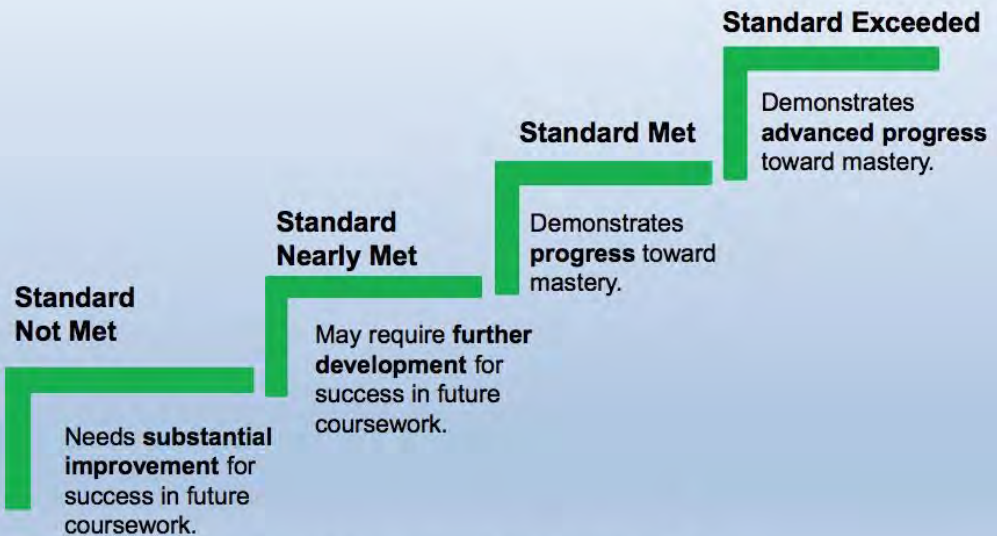 Standard
Not Met
Needs substantial
improvement for
success in future
coursework.
Standard
Nearly Met
May require further
development for
success in future
coursework.
Standard Met
Demonstrates
progress toward
mastery.
Standard Exceeded
Demonstrates
advanced progress
toward mastery.